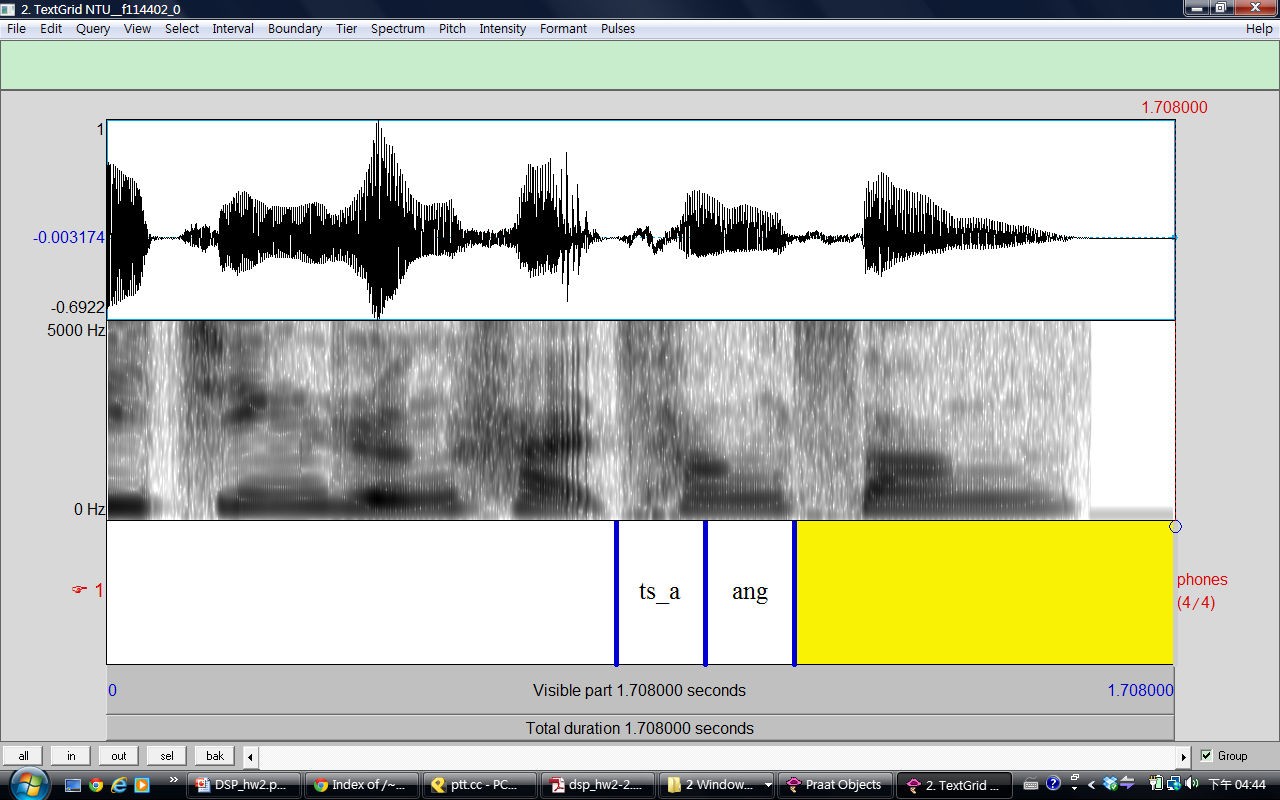 2. TextGrid NTU__f114402_0
File Edit Query View Select Interval Boundary Tier Spectrum Pitch Intensity Formant Pulses Help
1.708000
1
-0.003174
-0.6922
5000 Hz
0 Hz
1
ts_a ang
phones
(4/4)
0 Visible part 1.708000 seconds 1.708000
Total duration 1.708000 seconds
all in out sel bak Group
DSP_hw2.p... Index of /~... ptt.cc - PC... dsp_hw2-2.... 2 Window... Praat Objects 2. TextGrid ... 下午 04:44